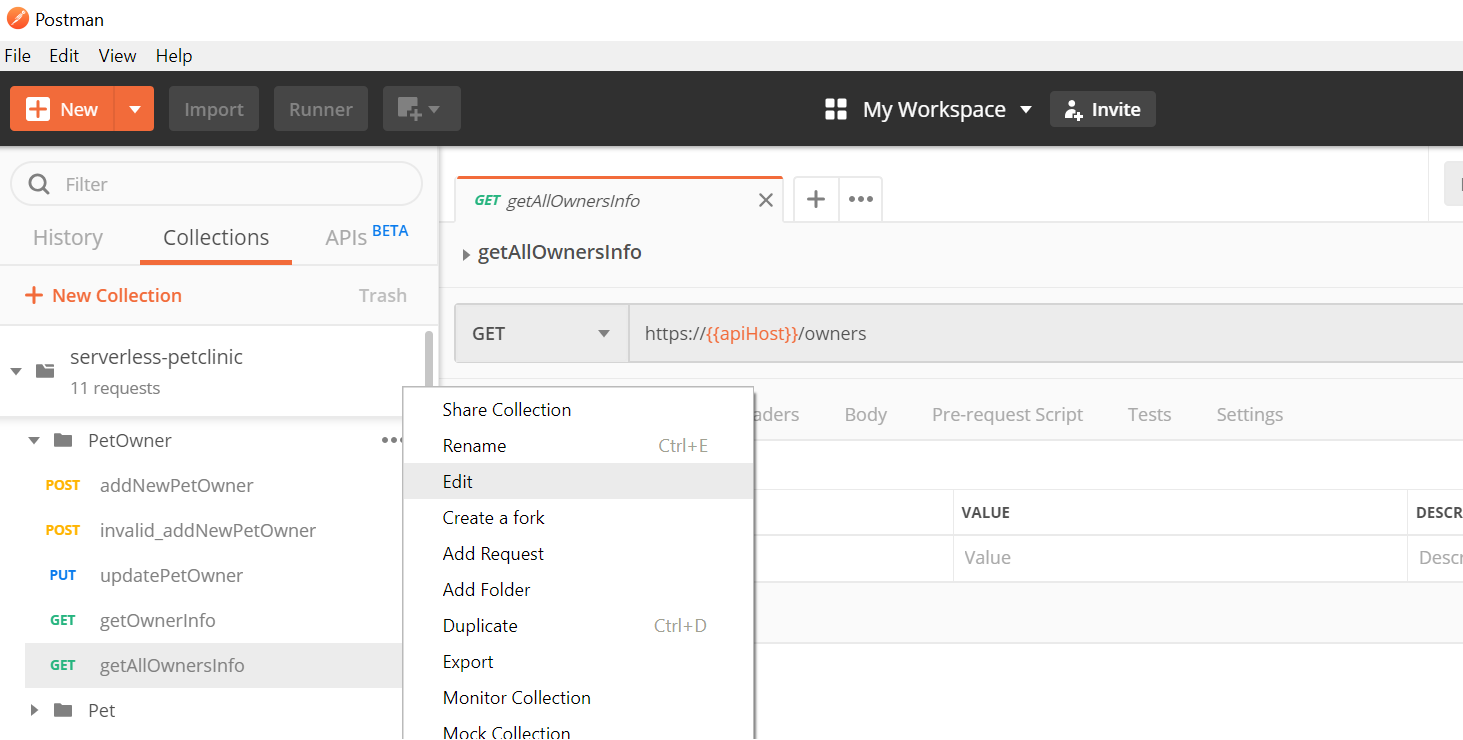 Postman
File Edit View Help
New Import Runner My Workspace Invite
Filter
History Collections APIs BETA
New Collection Trash
serverless-petclinic
11 requests
PetOwner
POST addNewPetOwner
POST invalid_addNewPetOwner
PUT updatePetOwner
GET getOwnerInfo
GET getAllOwnersInfo
Pet
Share Collection
Rename Ctrl+E
Edit
Create a fork
Add Request
Add Folder
Duplicate Ctrl+D
Export
Monitor Collection
Mock Collection
GET getAllOwnersInfo
getAllOwnersInfo
GET https://{{apiHost}}/owners
aders Body Pre-request Script Tests Settings
VALUE DESCR
Value Descr